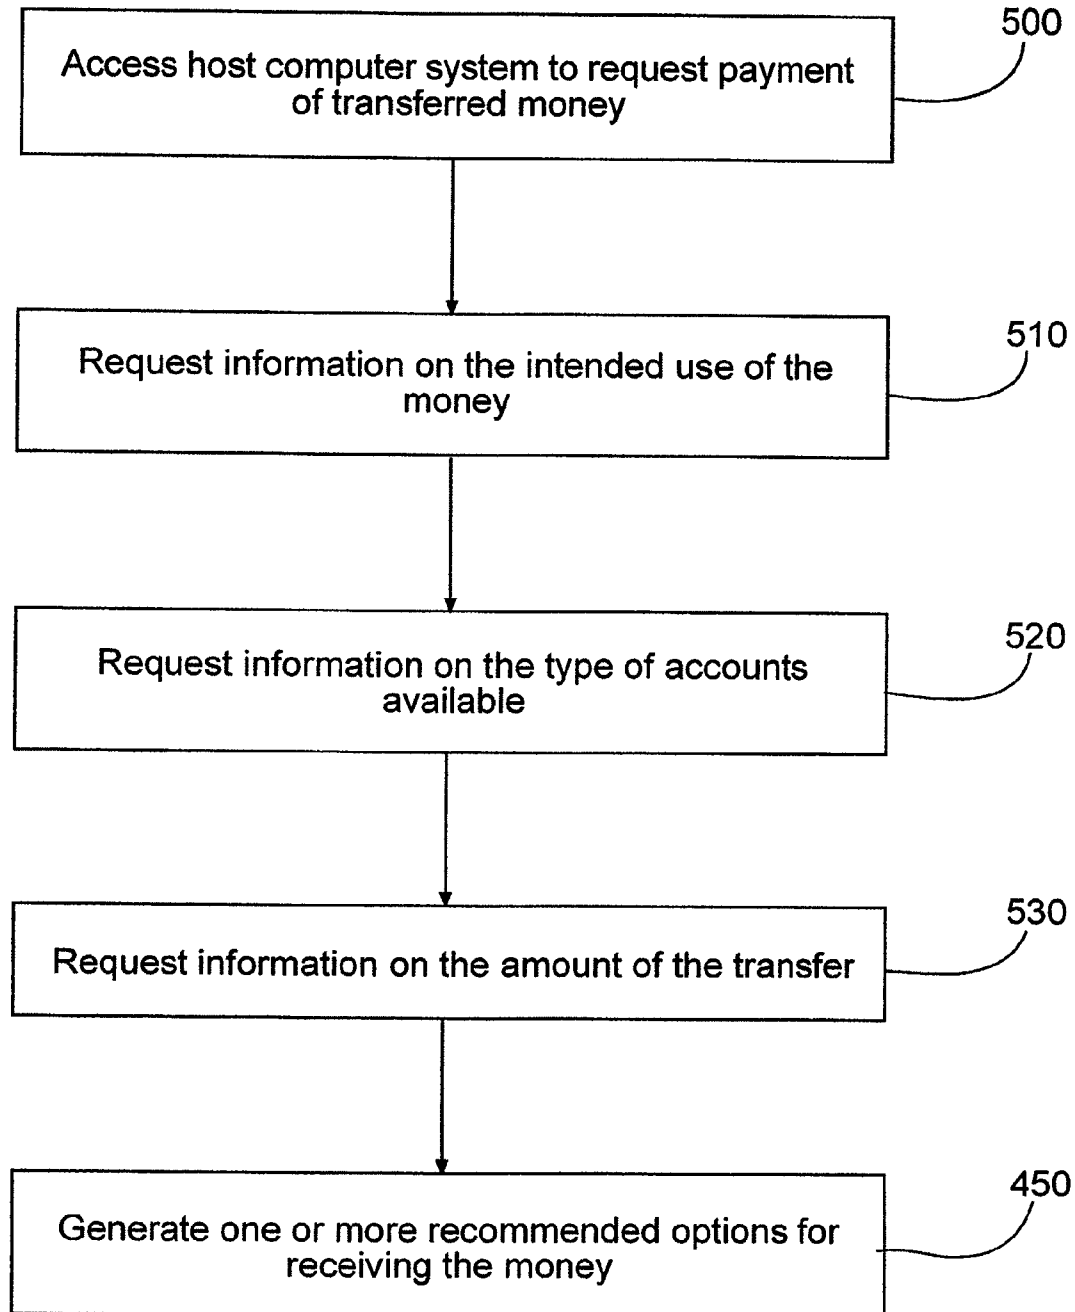 500
Access host computer system to request payment
of transferred money
510
Request information on the intended use of the
money
520
Request information on the type of accounts
available
530
Request information on the amount of the transfer
450
Generate one or more recommended options for
receiving the money